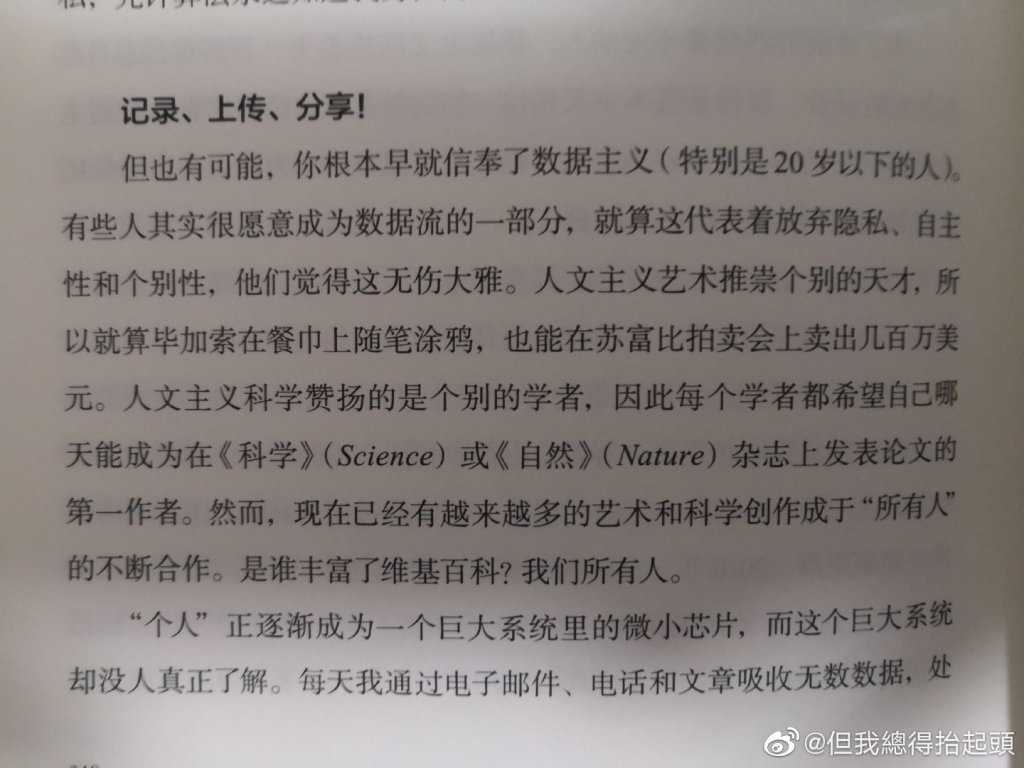 记录、上传、分享！
但也有可能，你根本早就信奉了数据主义（特别是20岁以下的人）。
有些人其实很愿意成为数据流的一部分，就算这代表着放弃隐私、自主
性和个别性，他们觉得这无伤大雅。人文主义艺术推崇个别的天才，所
以就算毕加索在餐巾上随笔涂鸦，也能在苏富比拍卖会上卖出几百万美
元。人文主义科学赞扬的是个别的学者，因此每个学者都希望自己哪
天能成为在《科学》（Science）或《自然》（Nature）杂志上发表论文的
第一作者。然而，现在已经有越来越多的艺术和科学创作成于“所有人”
的不断合作。是谁丰富了维基百科？我们所有人。
“个人”正逐渐成为一个巨大系统里的微小芯片，而这个巨大系统
却没人真正了解。每天我通过电子邮件、电话和文章吸收无数数据，处
@但我總得抬起頭